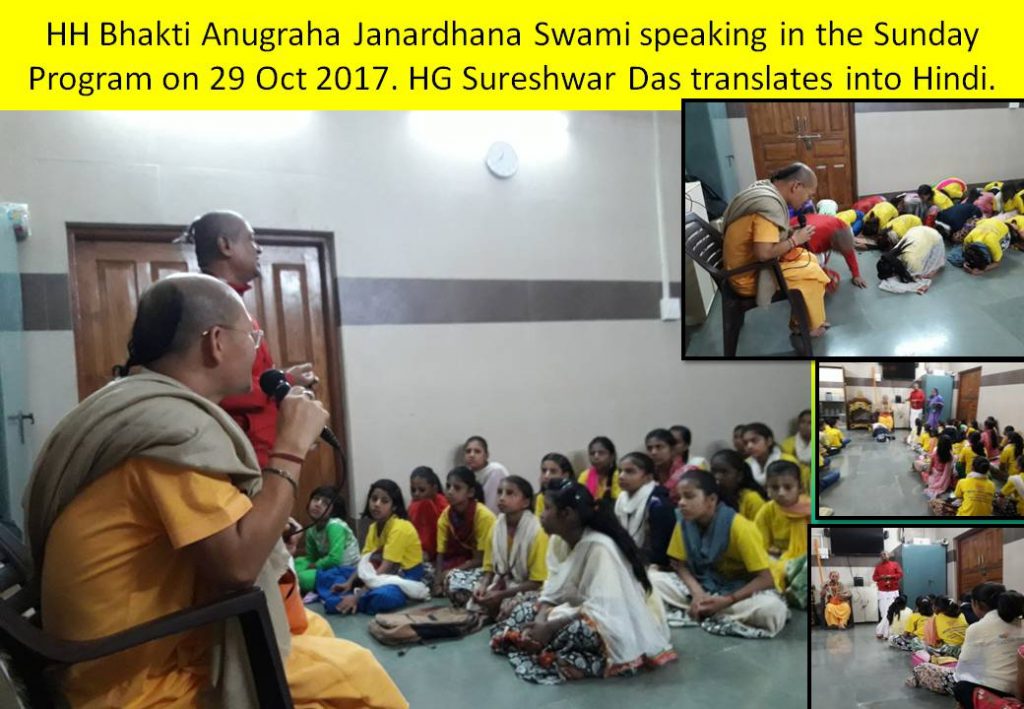 HH Bhakti Anugraha Janardhana Swami speaking in the Sunday
Program on 29 Oct 2017. HG Sureshwar Das translates into Hindi.